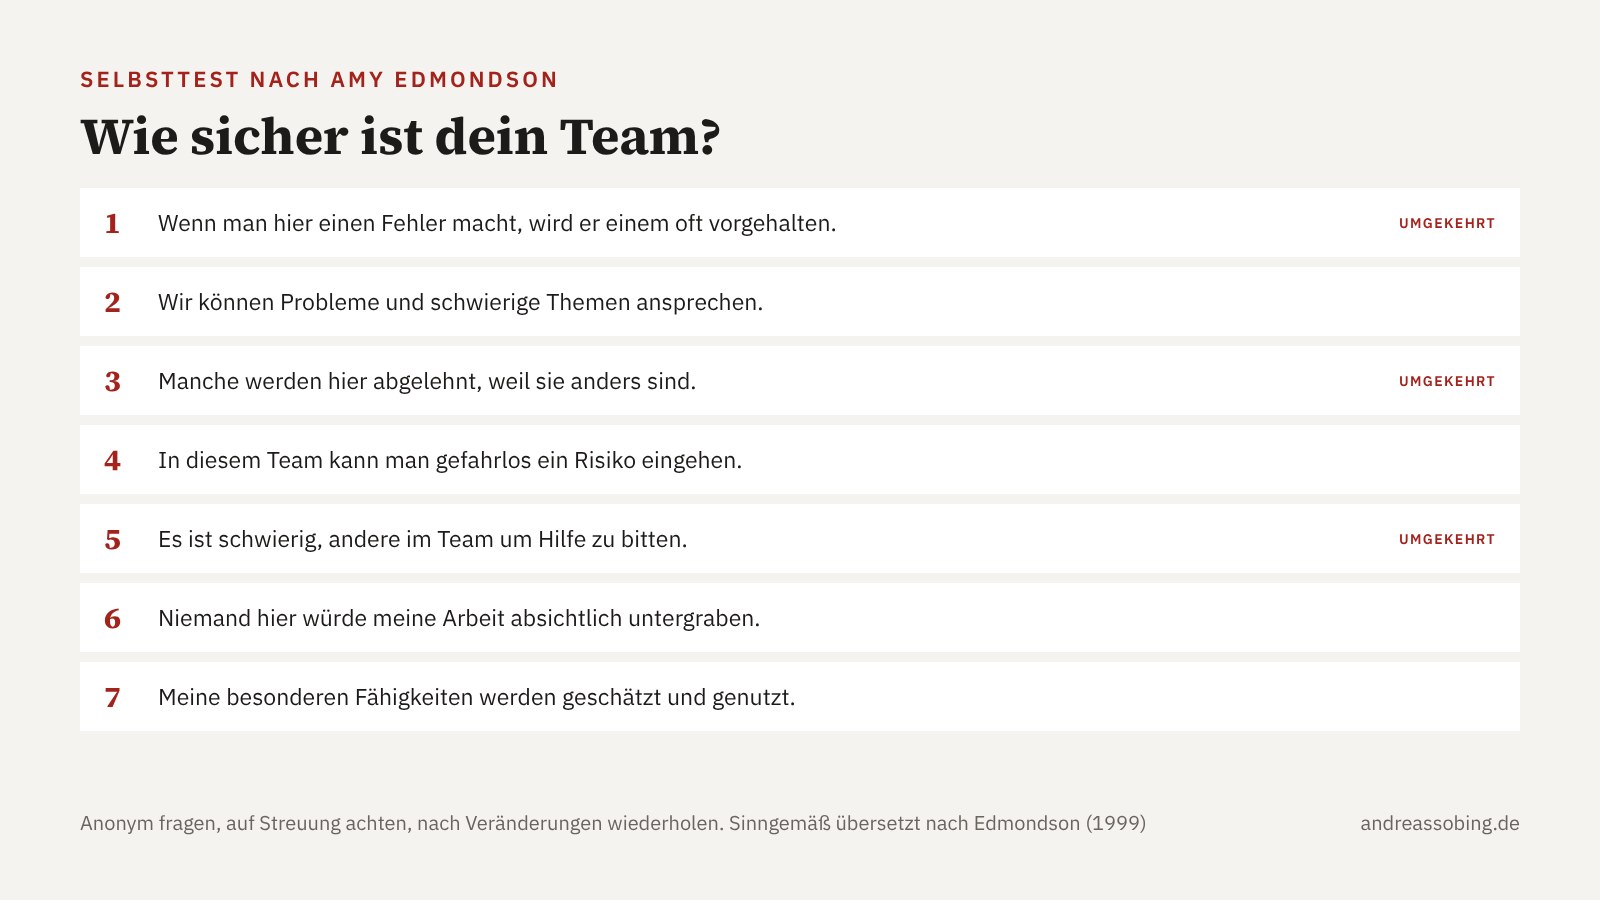 SELBSTTEST NACH AMY EDMONDSON
Wie sicher ist dein Team?
1 Wenn man hier einen Fehler macht, wird er einem oft vorgehalten. UMGEKEHRT
2 Wir können Probleme und schwierige Themen ansprechen.
3 Manche werden hier abgelehnt, weil sie anders sind. UMGEKEHRT
4 In diesem Team kann man gefahrlos ein Risiko eingehen.
5 Es ist schwierig, andere im Team um Hilfe zu bitten. UMGEKEHRT
6 Niemand hier würde meine Arbeit absichtlich untergraben.
7 Meine besonderen Fähigkeiten werden geschätzt und genutzt.
Anonym fragen, auf Streuung achten, nach Veränderungen wiederholen. Sinngemäß übersetzt nach Edmondson (1999) andreassobing.de